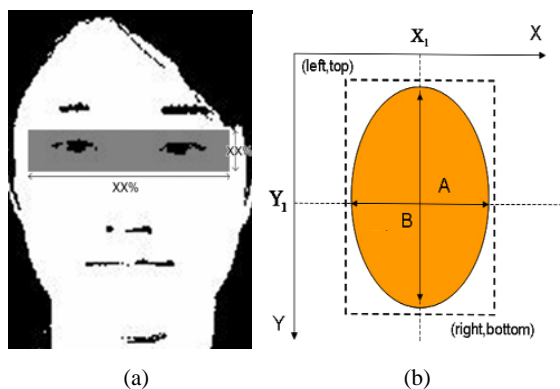 XX%
XX%
(a)
X₁
X
(left,top)
Y₁
A
B
Y
(right,bottom)
(b)